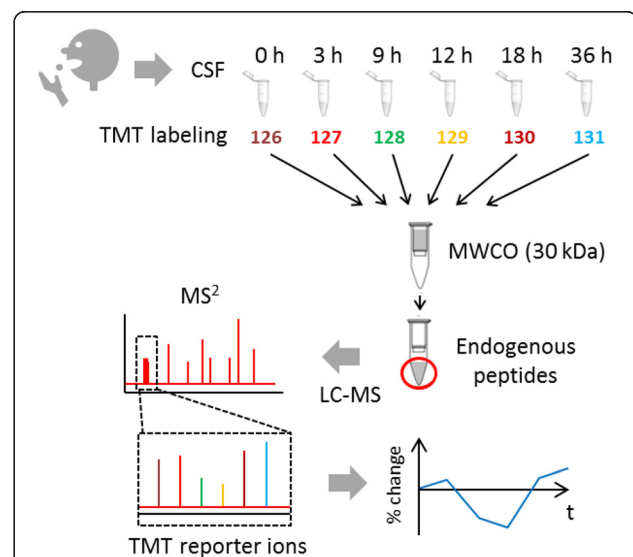 0 h 3 h 9 h 12 h 18 h 36 h
CSF
TMT labeling 126 127 128 129 130 131
MWCO (30 kDa)
MS²
Endogenous
peptides
LC-MS
% change
t
TMT reporter ions